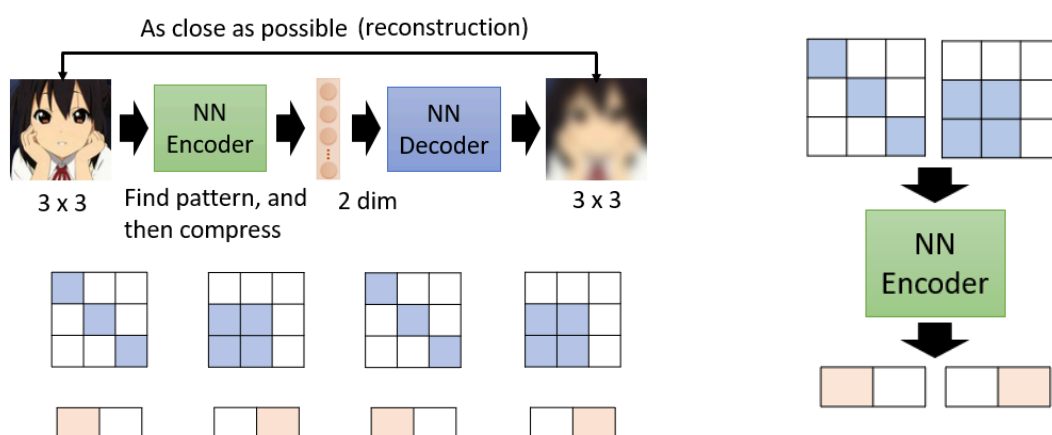 As close as possible (reconstruction)
NN
Encoder
NN
Decoder
3 x 3
Find pattern, and
then compress
2 dim
3 x 3
NN
Encoder